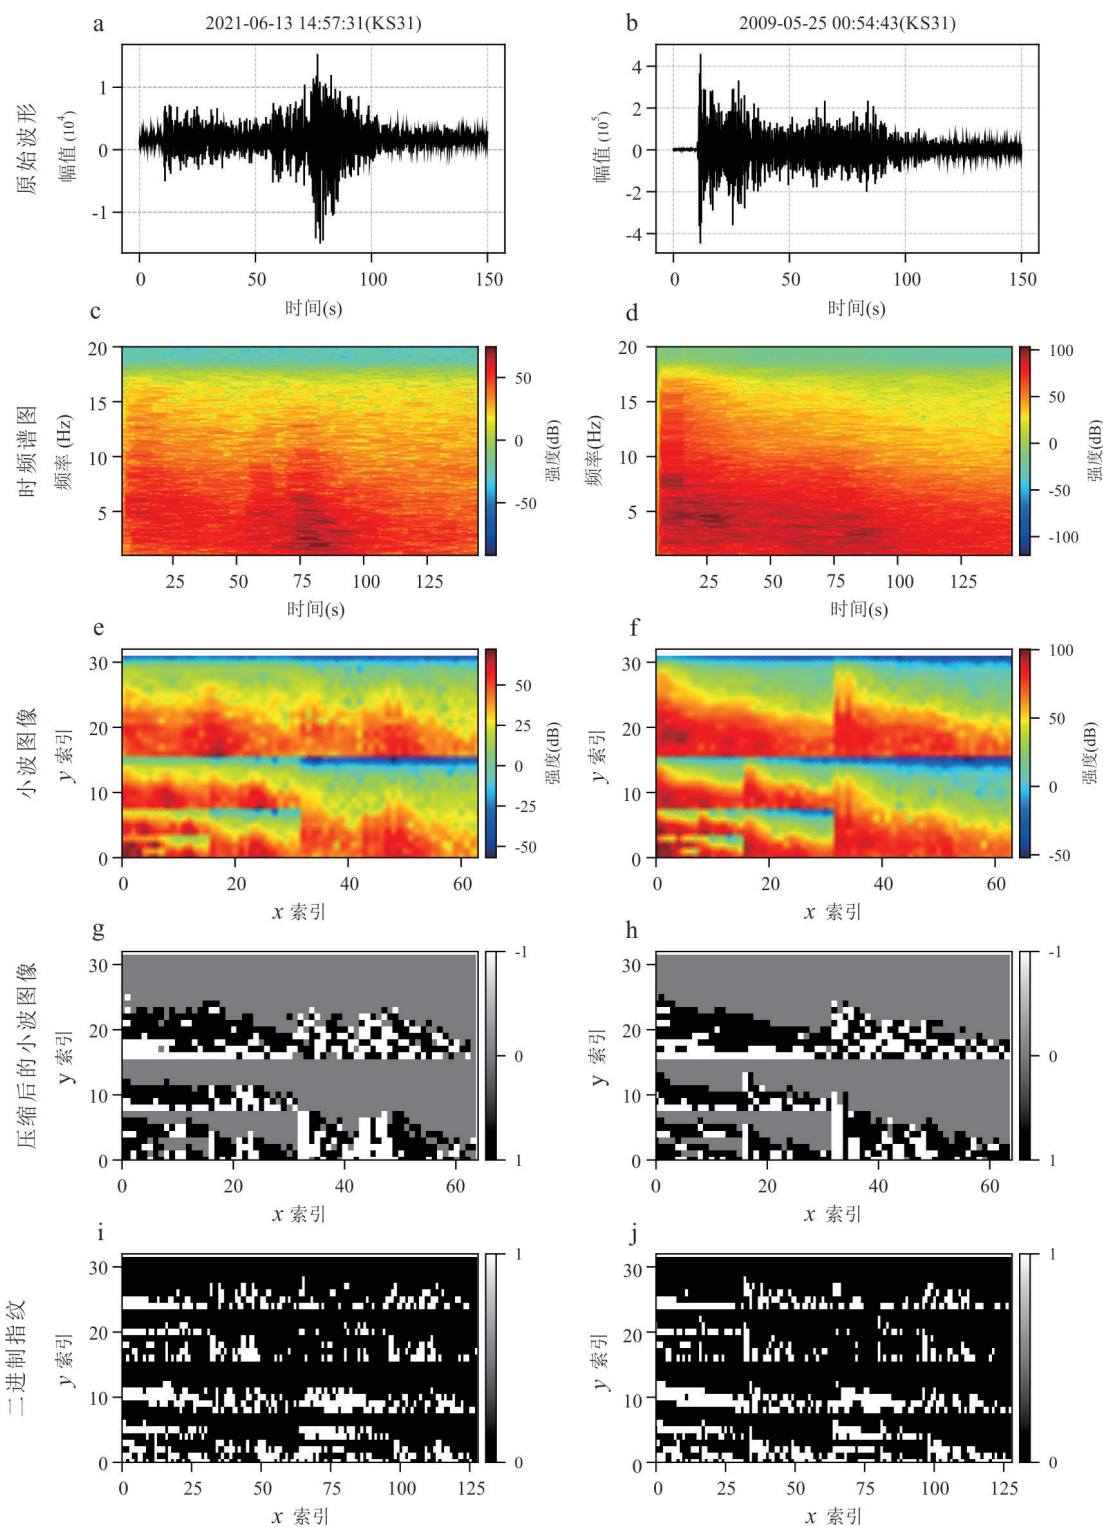 a 2021-06-13 14:57:31(KS31)
b 2009-05-25 00:54:43(KS31)
原始波形
幅值 (10⁴)
1
0
-1
0 50 100 150
时间(s)
幅值 (10⁵)
4
2
0
-2
-4
0 50 100 150
时间(s)
c
d
时频谱图
频率 (Hz)
20
15
10
5
25 50 75 100 125
时间(s)
50
0
-50
强度(dB)
频率(Hz)
20
15
10
5
25 50 75 100 125
时间(s)
100
50
0
-50
-100
强度(dB)
e
f
小波图像
y 索引
30
20
10
0
0 20 40 60
x 索引
50
25
0
-25
-50
强度(dB)
y 索引
30
20
10
0
0 20 40 60
x 索引
100
50
0
-50
强度(dB)
g
h
压缩后的小波图像
y 索引
30
20
10
0
0 20 40 60
x 索引
-1
0
1
y 索引
30
20
10
0
0 20 40 60
x 索引
-1
0
1
i
j
二进制指纹
y 索引
30
20
10
0
0 25 50 75 100 125
x 索引
1
0
y 索引
30
20
10
0
0 25 50 75 100 125
x 索引
1
0